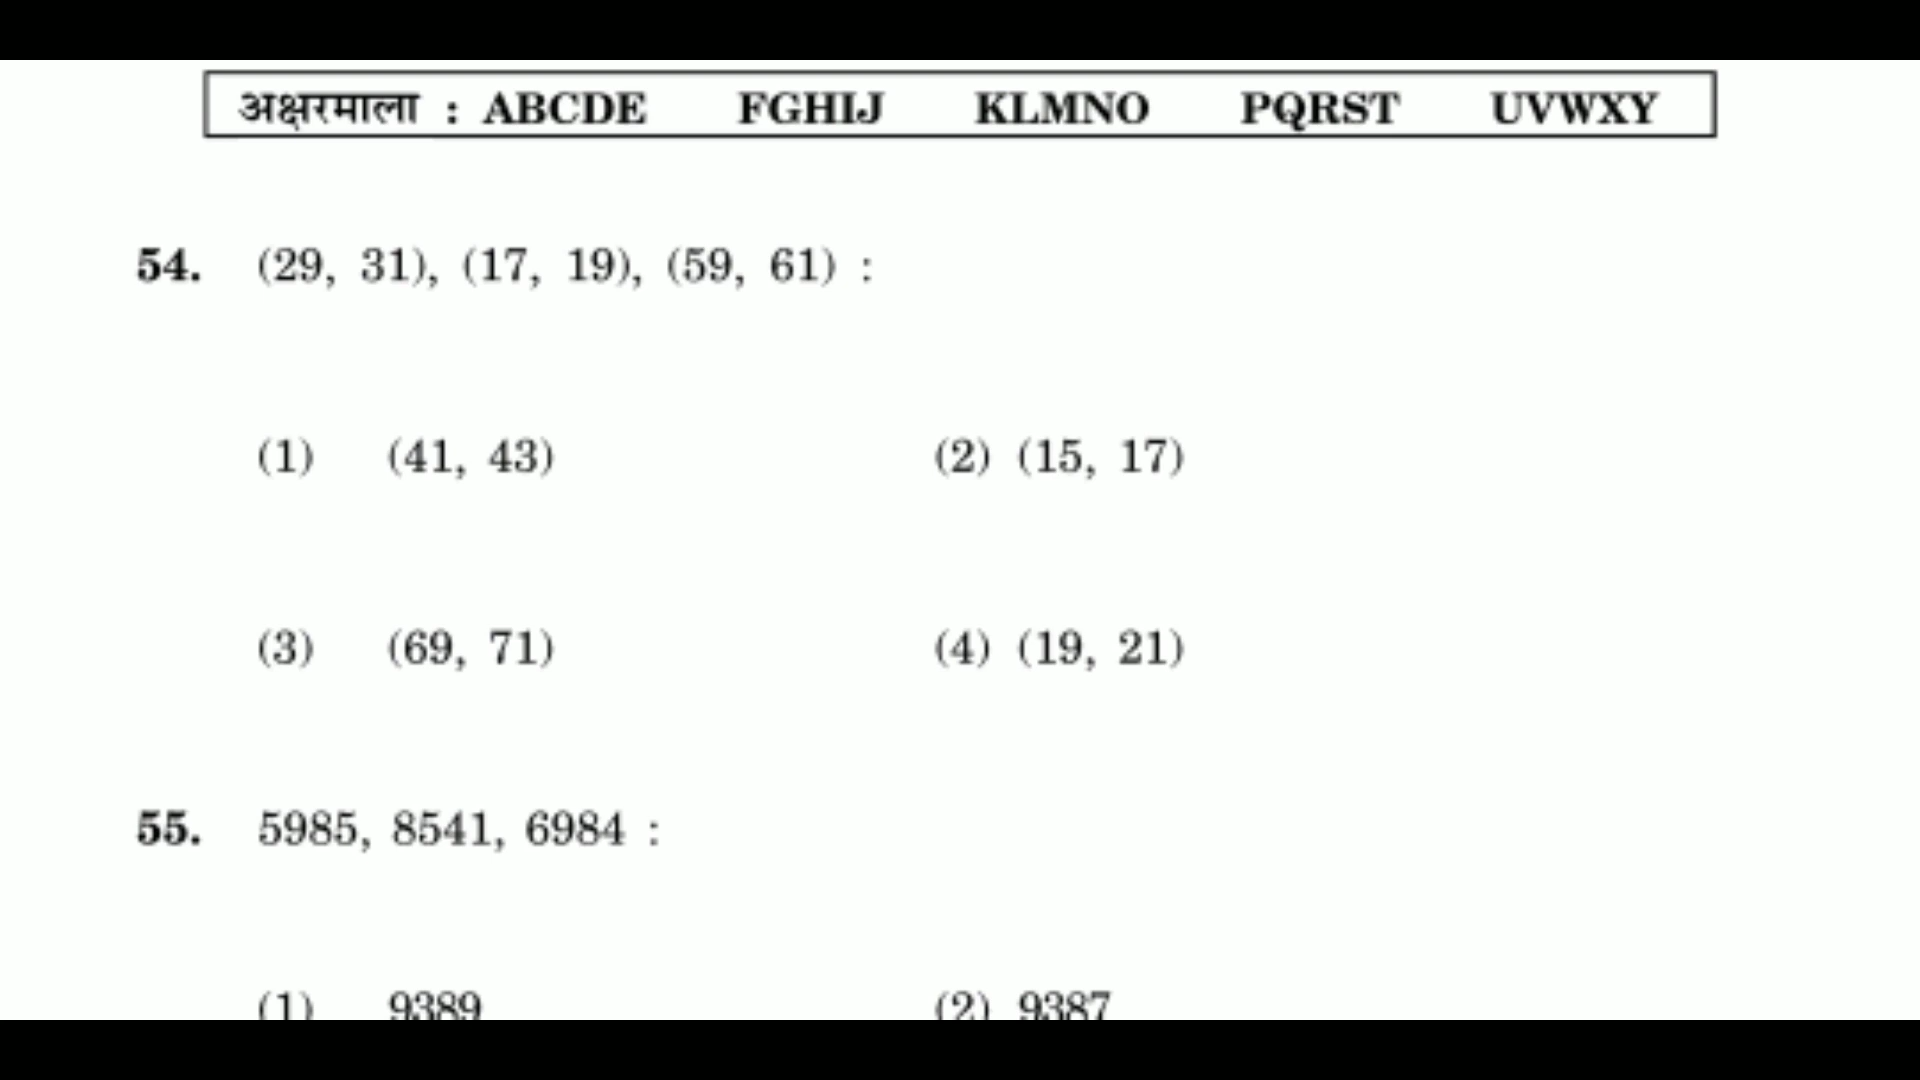 अक्षरमाला : ABCDE FGHIJ KLMNO PQRST UVWXY
54. (29, 31), (17, 19), (59, 61) :
(1) (41, 43) (2) (15, 17)
(3) (69, 71) (4) (19, 21)
55. 5985, 8541, 6984 :
(1) 9389 (2) 9387